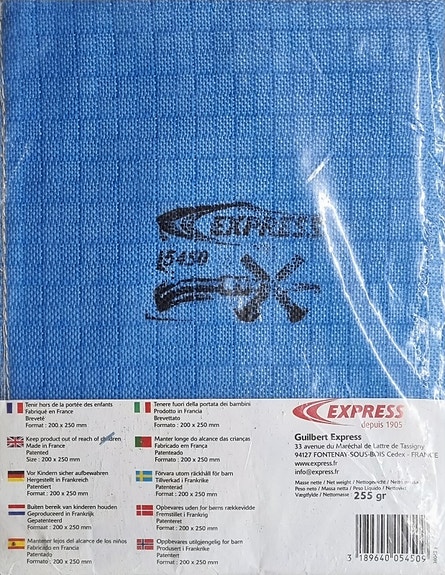 EXPRESS
5450
Tenir hors de la portée des enfants
Fabriqué en France
Breveté
Format : 200 x 250 mm
Keep product out of reach of children
Made in France
Patented
Size : 200 x 250 mm
Vor Kindern sicher aufbewahren
Hergestellt in Frankreich
Patentiert
Format : 200 x 250 mm
Buiten bereik van kinderen houden
Geproduceerd in Frankrijk
Gepatenteerd
Format : 200 x 250 mm
Mantener lejos del alcance de los niños
Fabricado en Francia
Patentado
Formato : 200 x 250 mm
Tenere fuori della portata dei bambini
Prodotto in Francia
Brevettato
Formato : 200 x 250 mm
Manter longe do alcance das crianças
Fabricado em França
Patenteado
Formato : 200 x 250 mm
Förvara utom räckhåll för barn
Tillverkad i Frankrike
Patenterad
Format : 200 x 250 mm
Opbevares uden for børns rækkevidde
Fremstillet i Frankrig
Patenteret
Format : 200 x 250 mm
Oppbevares utilgjengelig for barn
Produsert i Frankrike
Patentert
Format : 200 x 250 mm
EXPRESS
depuis 1905
Guilbert Express
33 avenue du Maréchal de Lattre de Tassigny
94127 FONTENAY-SOUS-BOIS Cedex - FRANCE
www.express.fr
info@express.fr
Masse nette / Net weight / Nettogewicht / Netto massa
Peso neto / Massa netta / Peso Líquido / Nettovikt
Vægtfylde / Nettomasse 255 gr
3 189640 054509